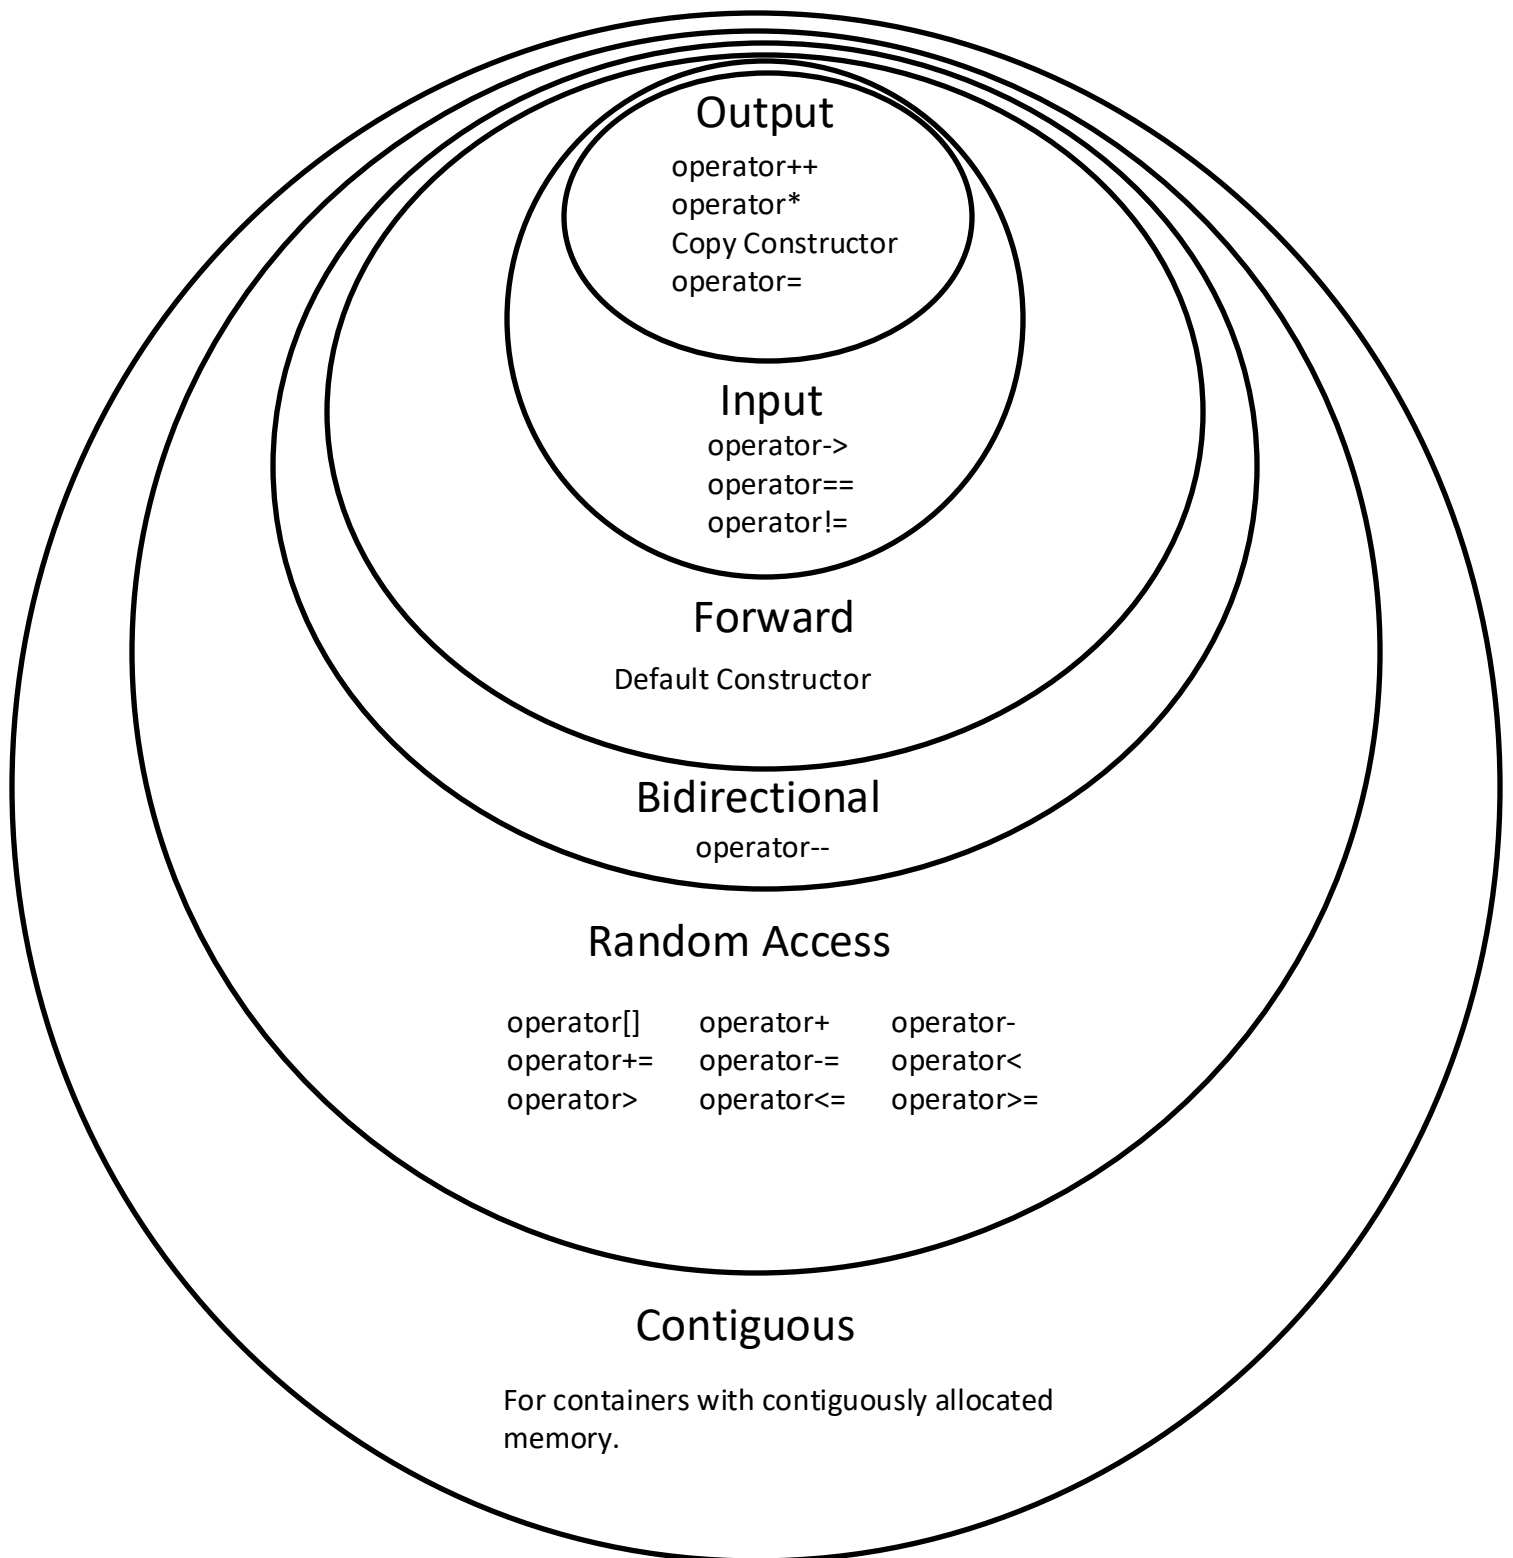 Output
operator++
operator*
Copy Constructor
operator=
Input
operator->
operator==
operator!=
Forward
Default Constructor
Bidirectional
operator--
Random Access
operator[] operator+ operator-
operator+= operator-= operator<
operator> operator<= operator>=
Contiguous
For containers with contiguously allocated
memory.